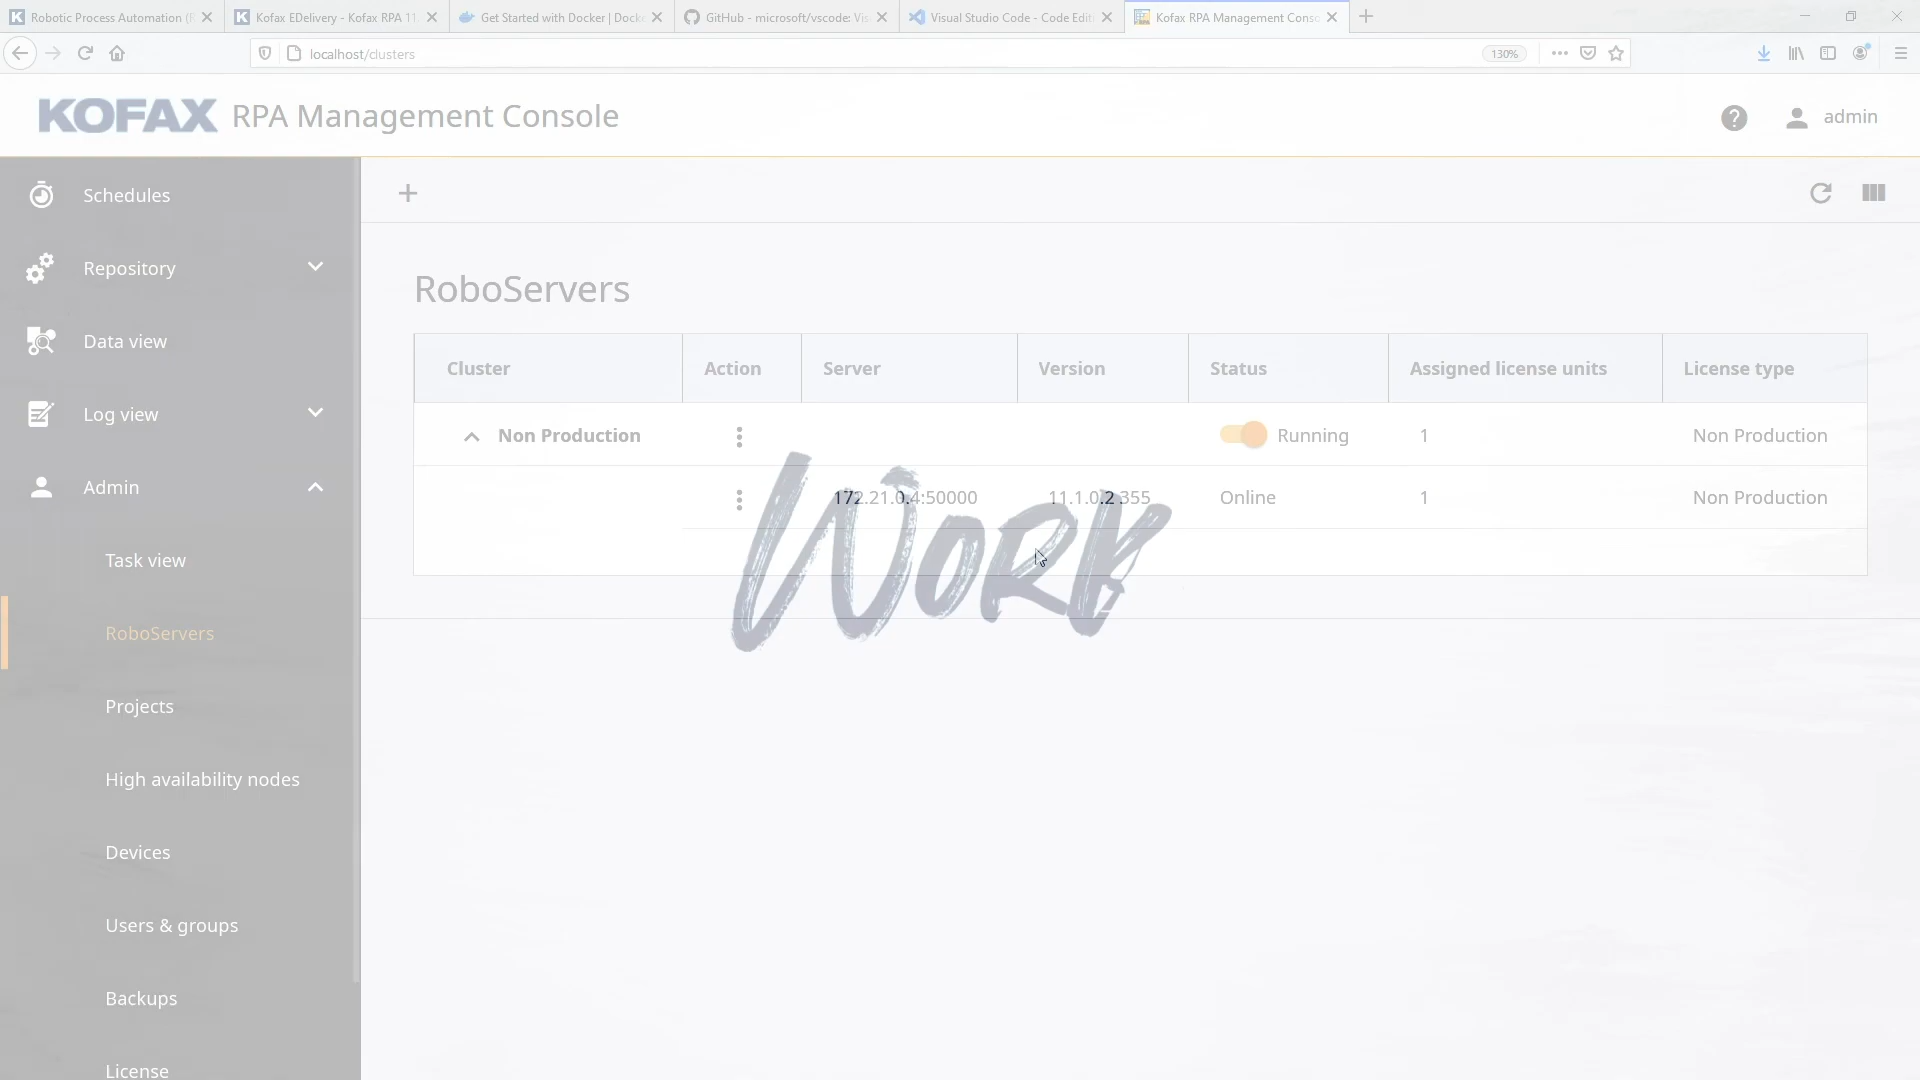 Robotic Process Automation (
Kofax EDelivery - Kofax RPA 11
Get Started with Docker | Docke
GitHub - microsoft/vscode: Vis
Visual Studio Code - Code Edit
Kofax RPA Management Conso
localhost/clusters
130%
KOFAX RPA Management Console
admin
Schedules
Repository
Data view
Log view
Admin
Task view
RoboServers
Projects
High availability nodes
Devices
Users & groups
Backups
License
RoboServers
Cluster Action Server Version Status Assigned license units License type
Non Production Running 1 Non Production
172.21.0.4:50000 11.1.0.2.355 Online 1 Non Production
WORK